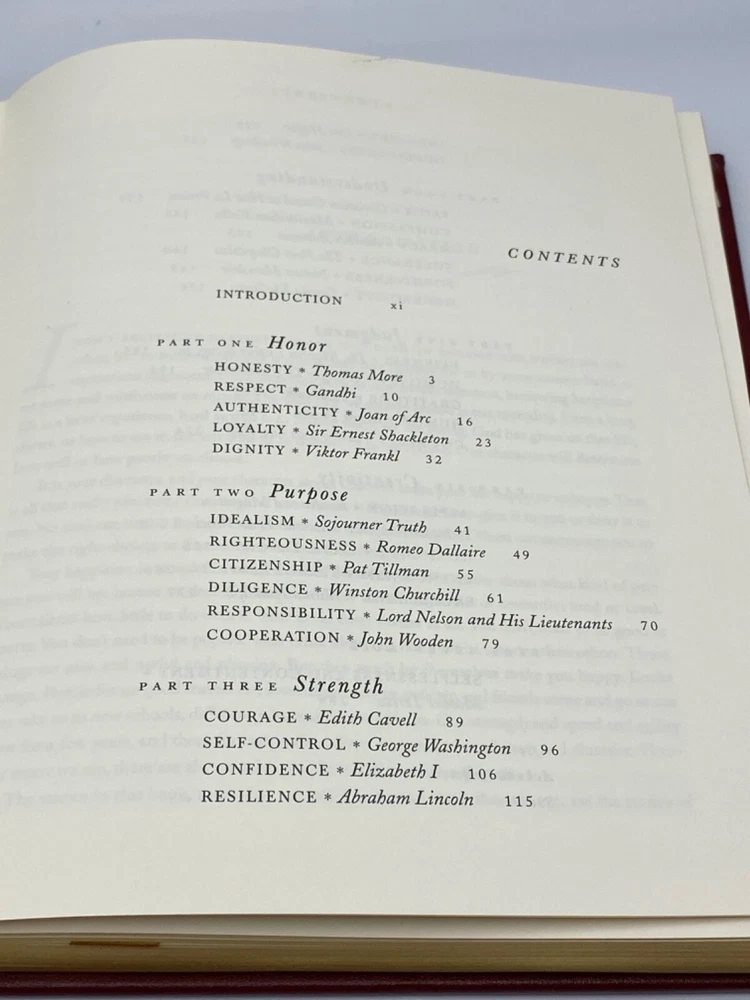 CONTENTS
INTRODUCTION xi
PART ONE Honor
HONESTY * Thomas More 3
RESPECT * Gandhi 10
AUTHENTICITY * Joan of Arc 16
LOYALTY * Sir Ernest Shackleton 23
DIGNITY * Viktor Frankl 32
PART TWO Purpose
IDEALISM * Sojourner Truth 41
RIGHTEOUSNESS * Romeo Dallaire 49
CITIZENSHIP * Pat Tillman 55
DILIGENCE * Winston Churchill 61
RESPONSIBILITY * Lord Nelson and His Lieutenants 70
COOPERATION * John Wooden 79
PART THREE Strength
COURAGE * Edith Cavell 89
SELF-CONTROL * George Washington 96
CONFIDENCE * Elizabeth I 106
RESILIENCE * Abraham Lincoln 115